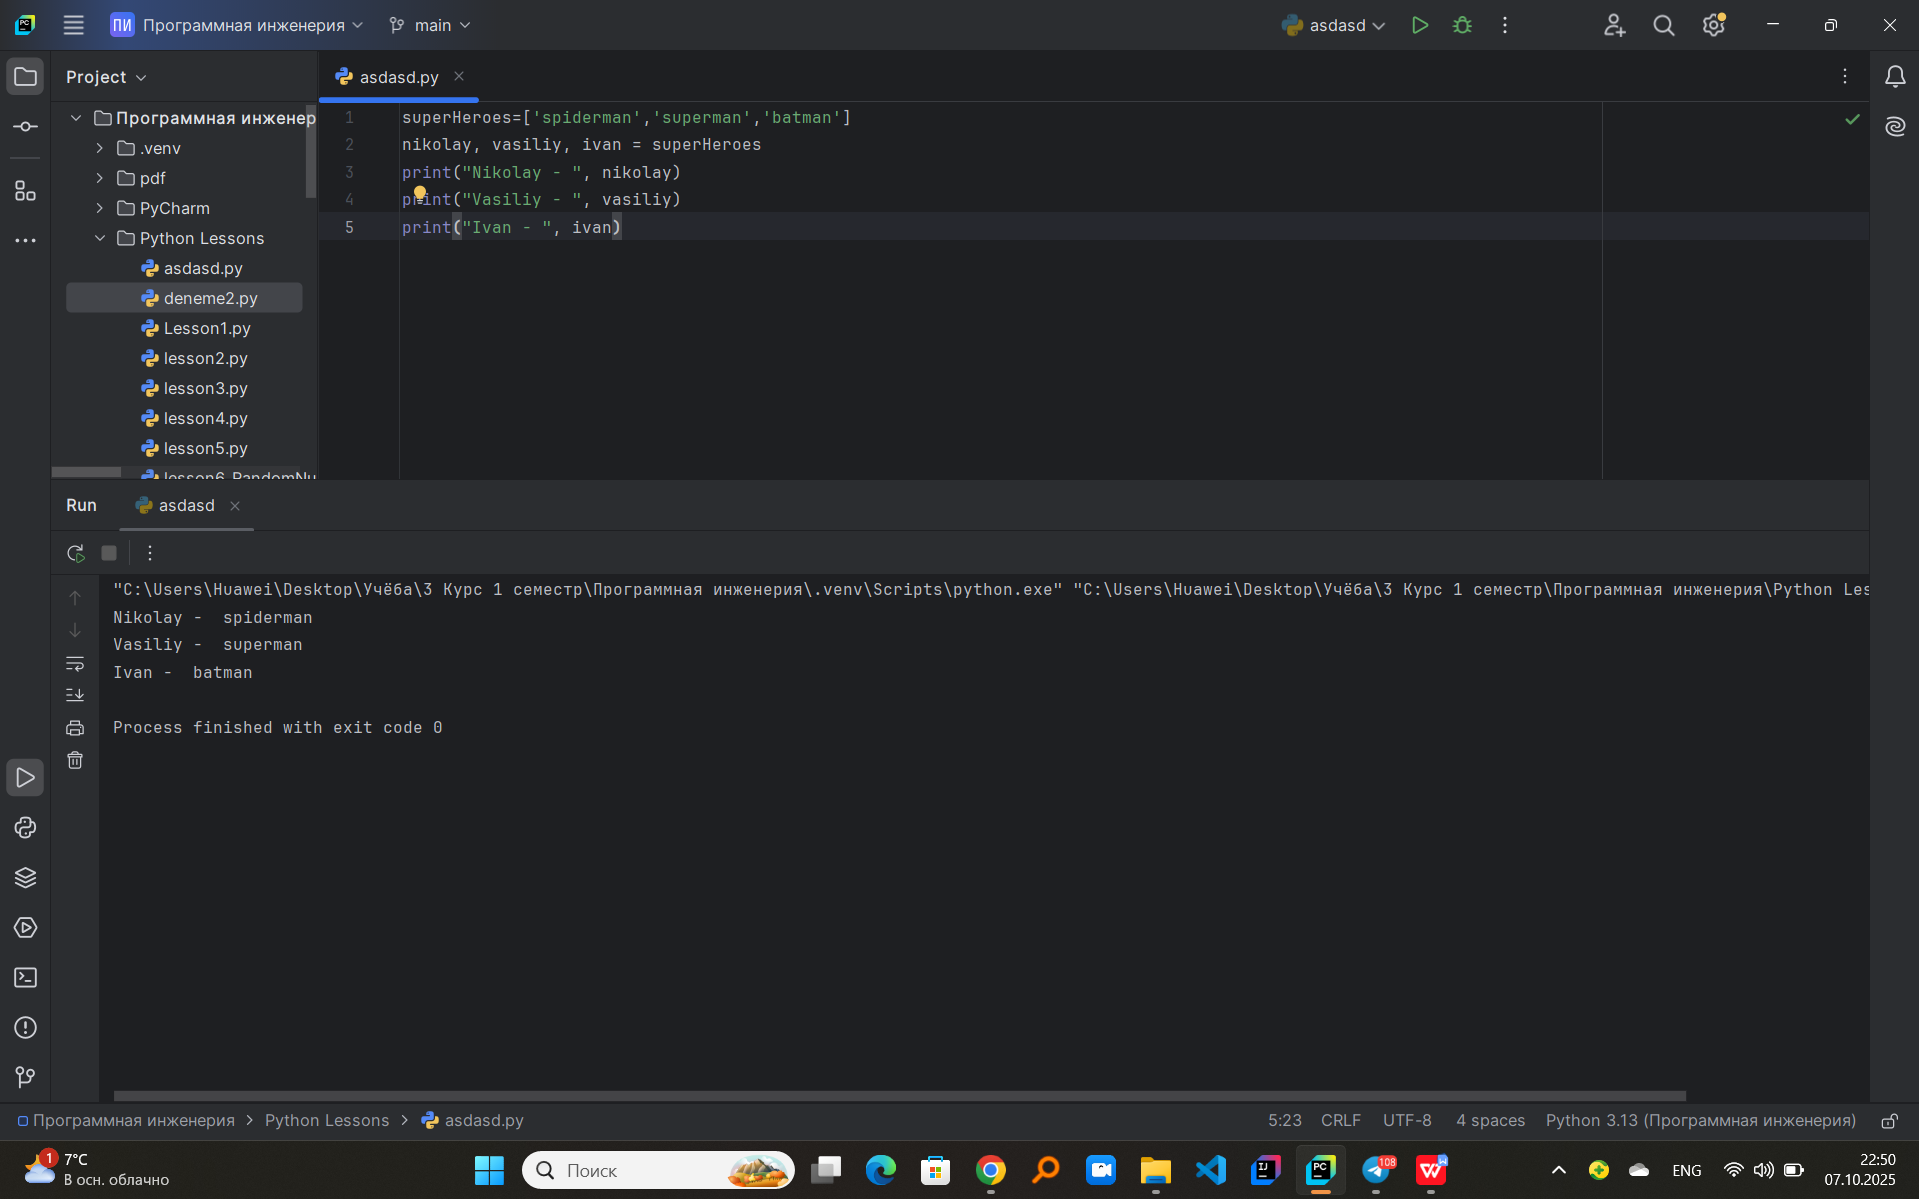 ПИ Программная инженерия main asdasd
Project
asdasd.py
Программная инженер
.venv
pdf
PyCharm
Python Lessons
asdasd.py
deneme2.py
Lesson1.py
lesson2.py
lesson3.py
lesson4.py
lesson5.py
lesson6_RandomNu
1 superHeroes=['spiderman','superman','batman']
2 nikolay, vasiliy, ivan = superHeroes
3 print("Nikolay - ", nikolay)
4 print("Vasiliy - ", vasiliy)
5 print("Ivan - ", ivan)
Run asdasd
"C:\Users\Huawei\Desktop\Учёба\3 Курс 1 семестр\Программная инженерия\.venv\Scripts\python.exe" "C:\Users\Huawei\Desktop\Учёба\3 Курс 1 семестр\Программная инженерия\Python Les
Nikolay -  spiderman
Vasiliy -  superman
Ivan -  batman
Process finished with exit code 0
Программная инженерия > Python Lessons > asdasd.py 5:23 CRLF UTF-8 4 spaces Python 3.13 (Программная инженерия)
1 7°C
В осн. облачно
Поиск
IJ
PC
108
W
ENG
22:50
07.10.2025